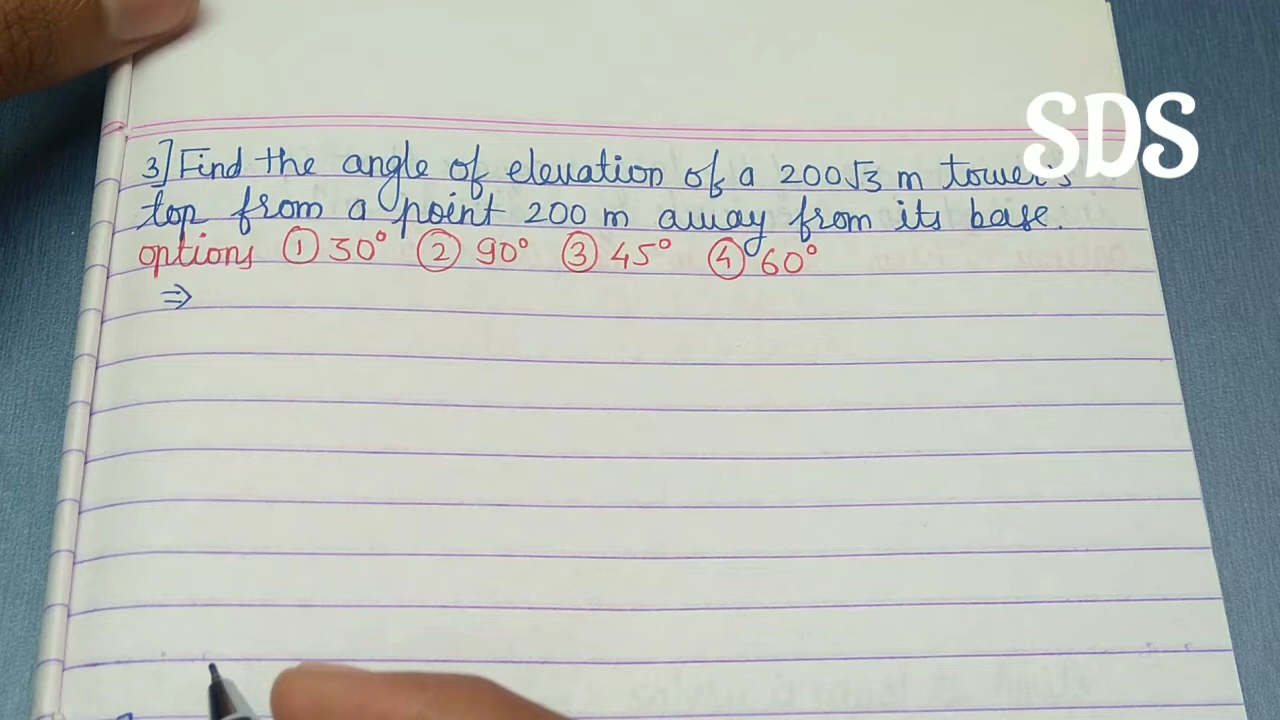 SDS
3] Find the angle of elevation of a 200√3 m tower's
top from a point 200 m away from its base.
options ① 30° ② 90° ③ 45° ④ 60°
⇒